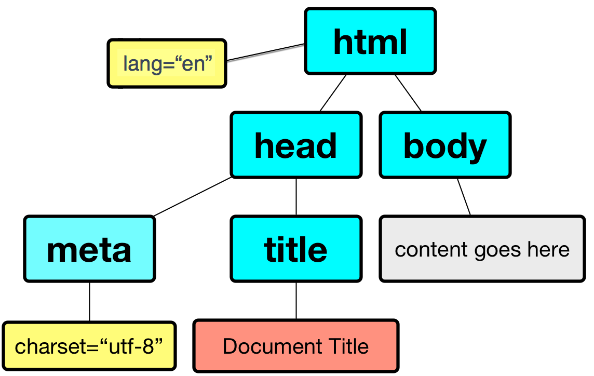 html
lang=“en”
head
body
meta
title
content goes here
charset=“utf-8”
Document Title